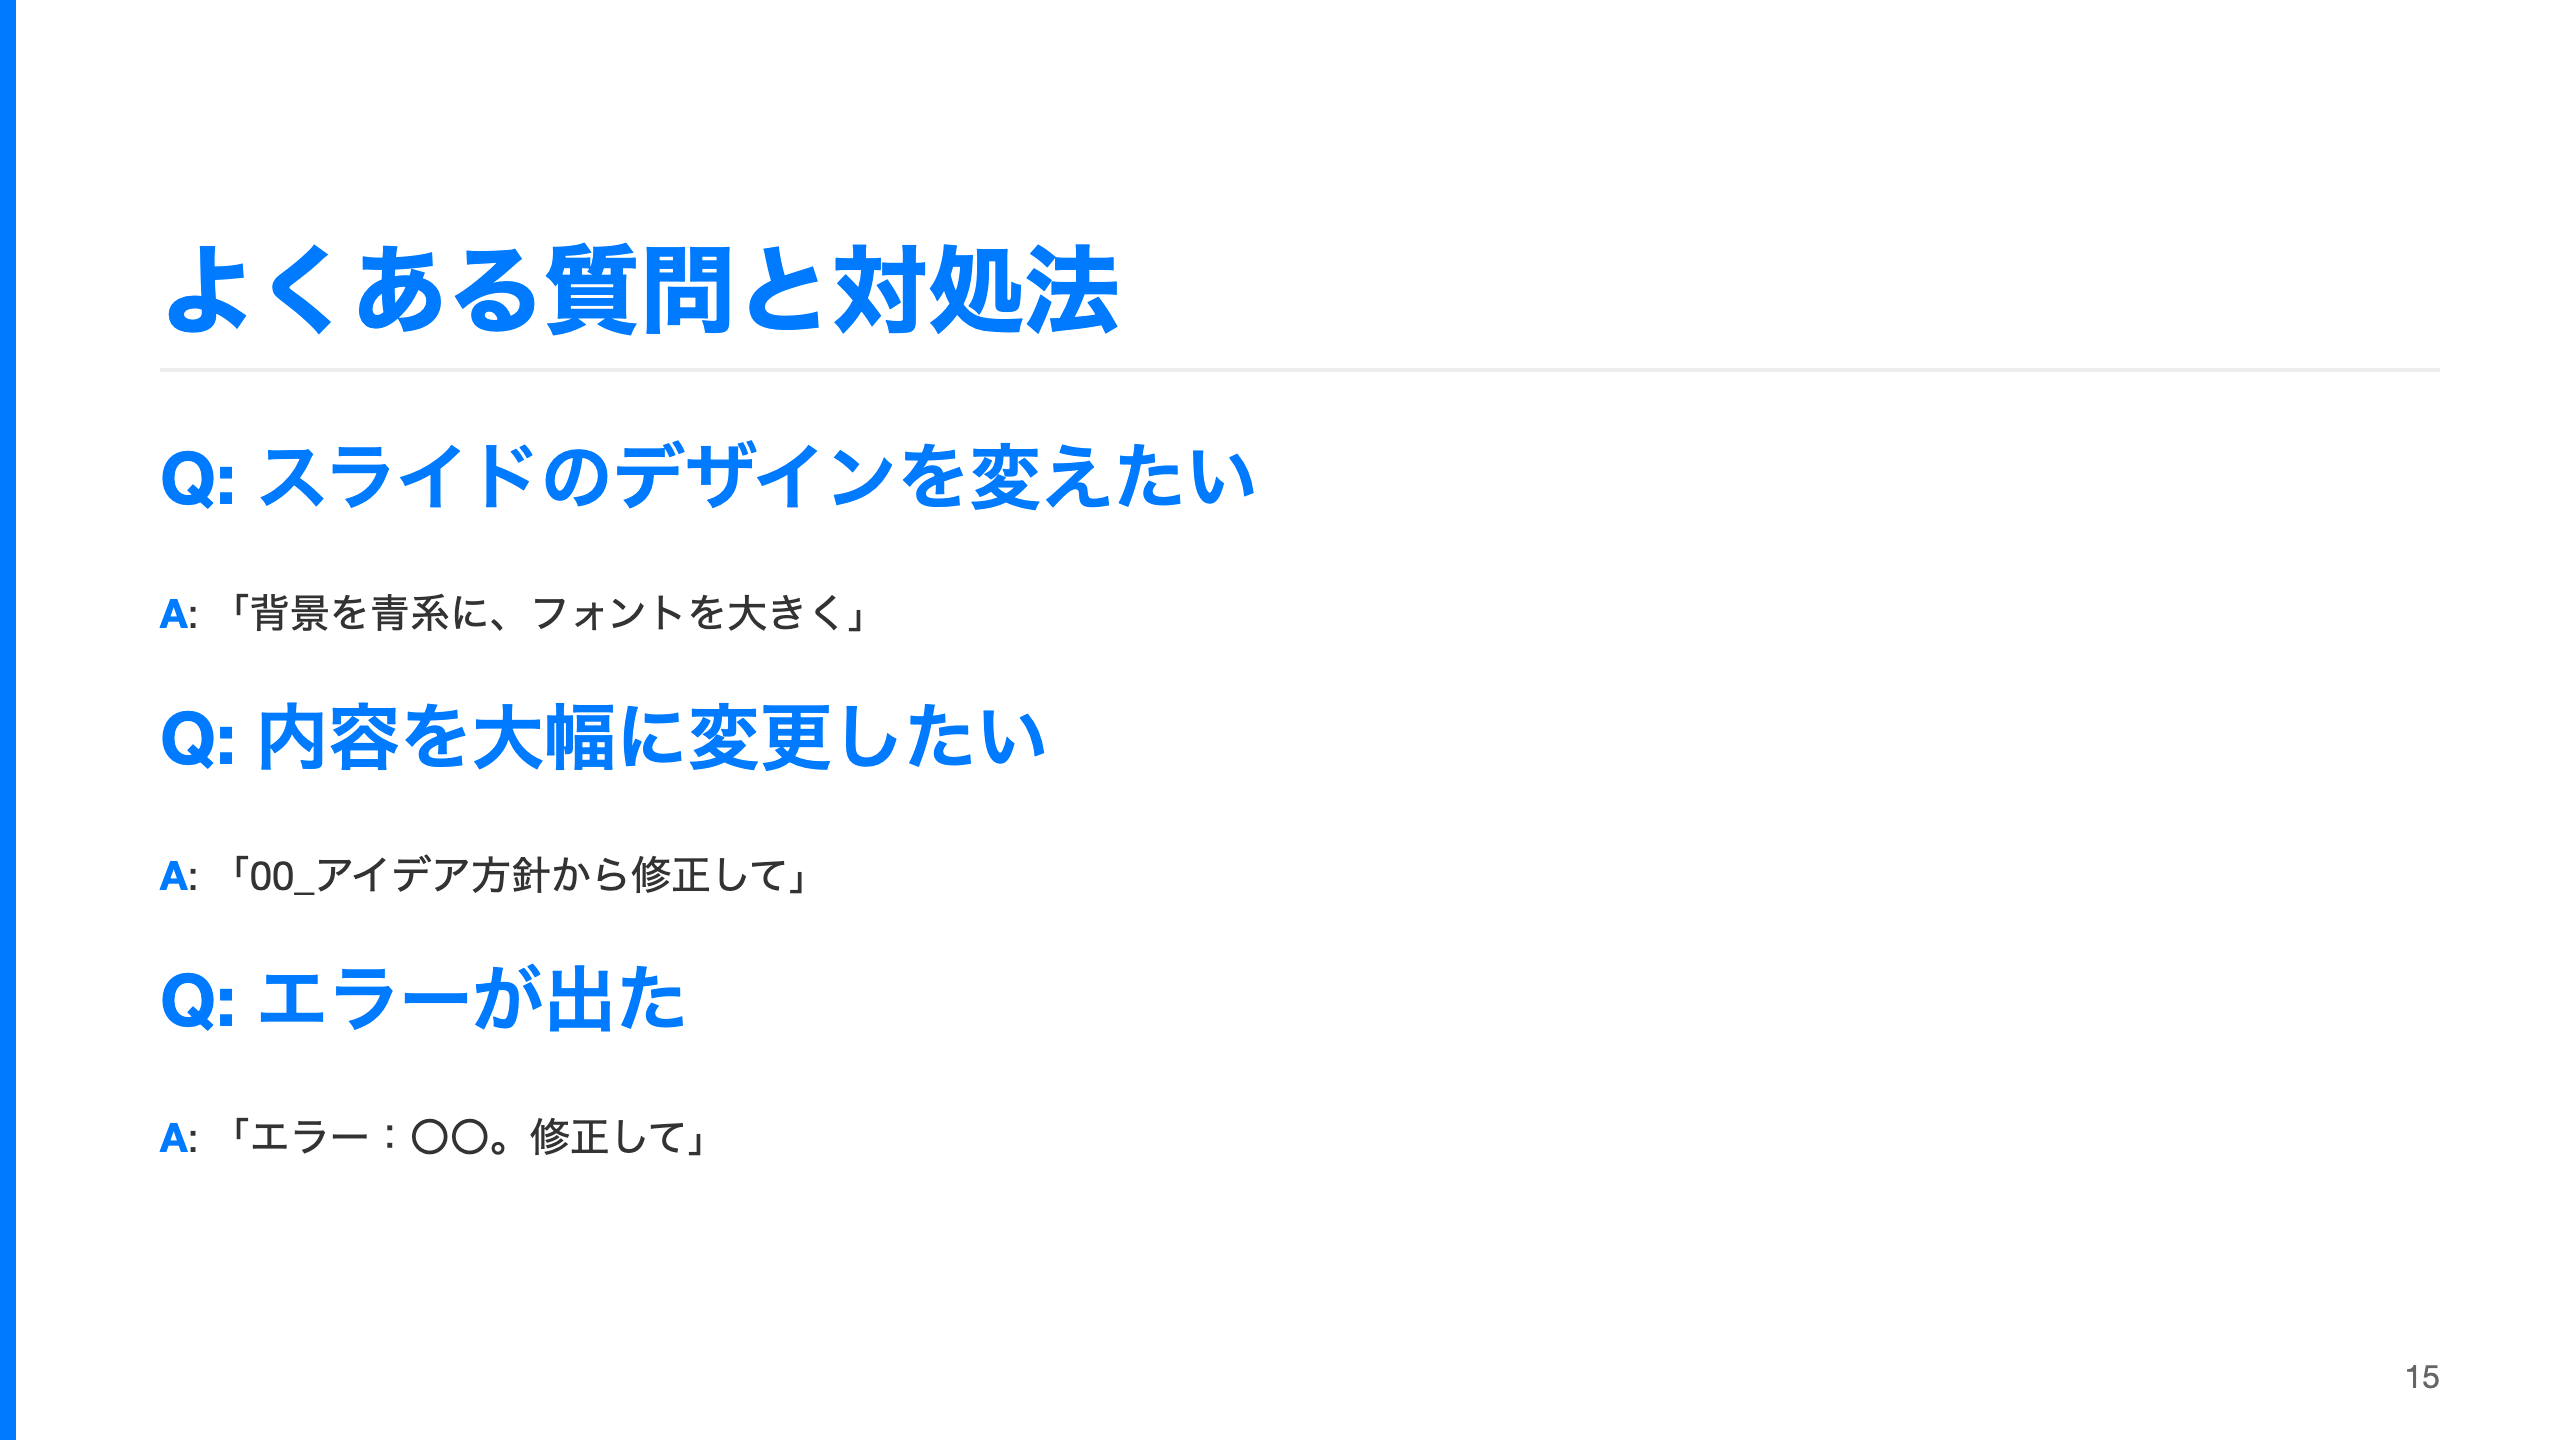 よくある質問と対処法
Q: スライドのデザインを変えたい
A: 「背景を青系に、フォントを大きく」
Q: 内容を大幅に変更したい
A: 「00_アイデア方針から修正して」
Q: エラーが出た
A: 「エラー：〇〇。修正して」
15